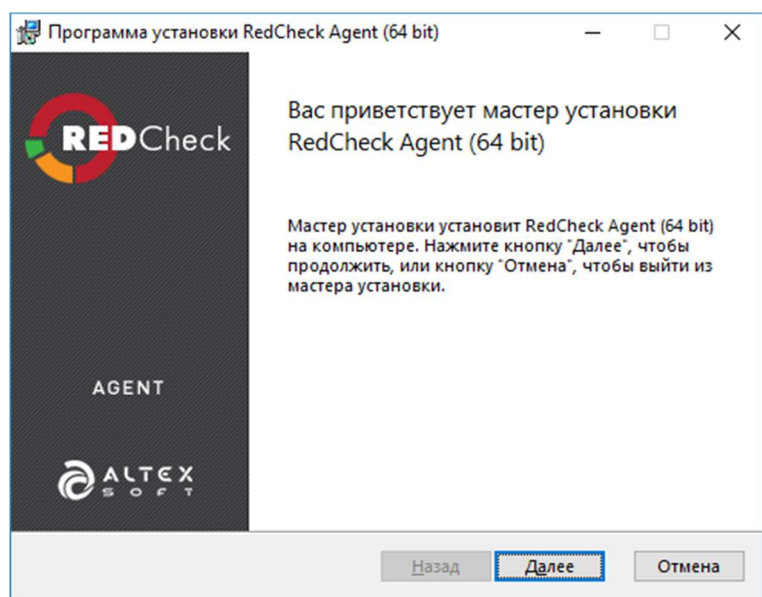 Программа установки RedCheck Agent (64 bit)
REDCheck
Вас приветствует мастер установки
RedCheck Agent (64 bit)
Мастер установки установит RedCheck Agent (64 bit)
на компьютере. Нажмите кнопку "Далее", чтобы
продолжить, или кнопку "Отмена", чтобы выйти из
мастера установки.
AGENT
ALTEX
SOFT
Назад
Далее
Отмена